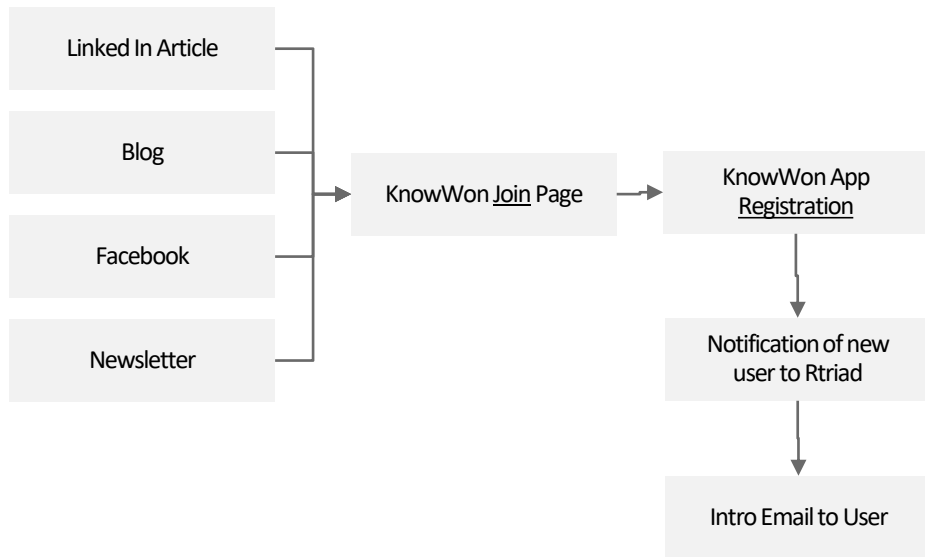 Linked In Article
Blog
Facebook
Newsletter
KnowWon Join Page
KnowWon App
Registration
Notification of new
user to Rtriad
Intro Email to User